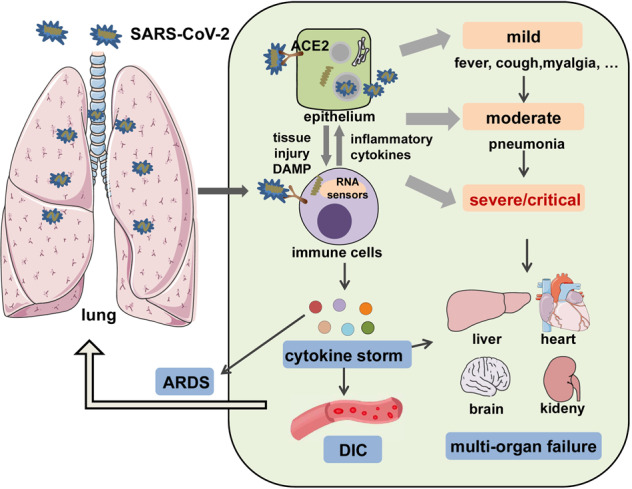 SARS-CoV-2
lung
ACE2
epithelium
tissue
injury
DAMP
inflammatory
cytokines
RNA
sensors
immune cells
cytokine storm
ARDS
DIC
mild
fever, cough,myalgia, ...
moderate
pneumonia
severe/critical
liver
heart
brain
kideny
multi-organ failure